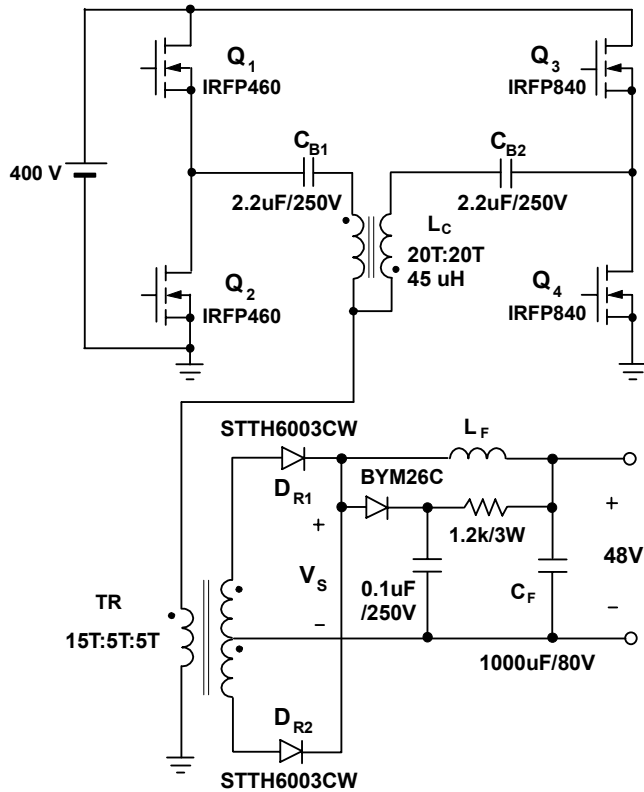 Q1
IRFP460
Q3
IRFP840
CB1
2.2uF/250V
CB2
2.2uF/250V
400 V
LC
20T:20T
45 uH
Q2
IRFP460
Q4
IRFP840
STTH6003CW
DR1
LF
BYM26C
+
1.2k/3W
+
VS
0.1uF
/250V
48V
CF
TR
15T:5T:5T
–
–
1000uF/80V
DR2
STTH6003CW